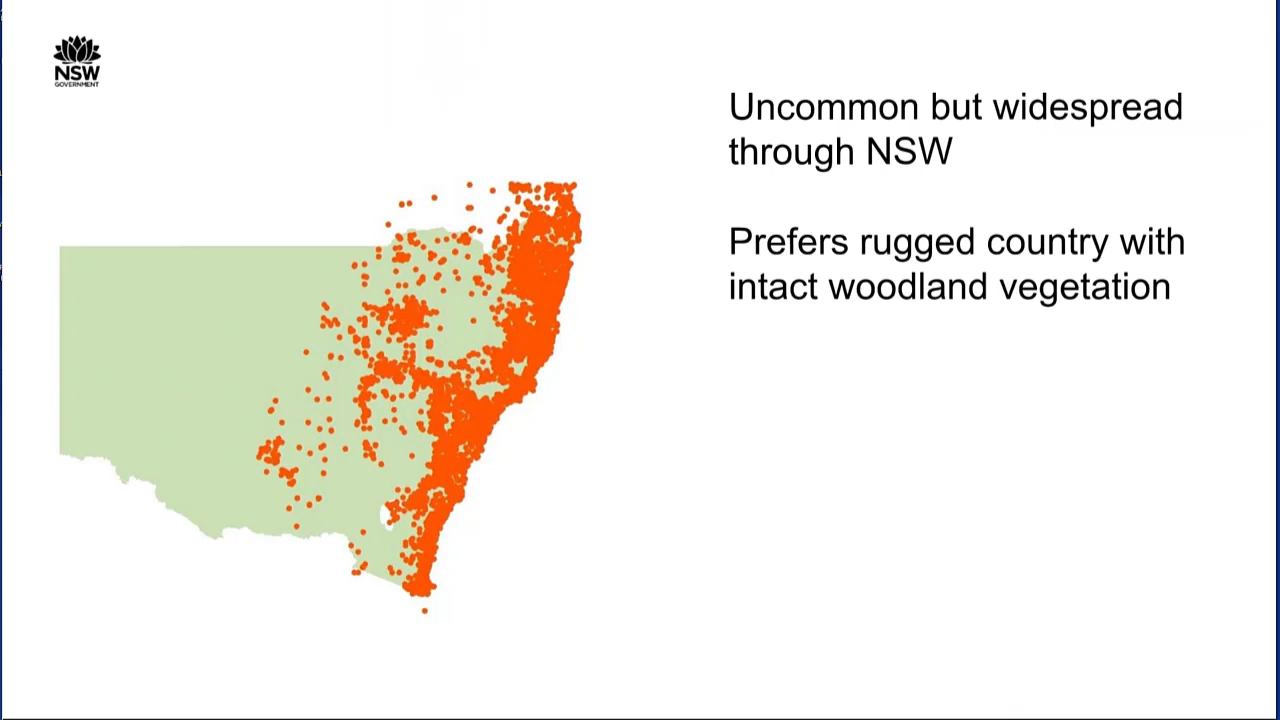 NSW
GOVERNMENT
Uncommon but widespread
through NSW
Prefers rugged country with
intact woodland vegetation